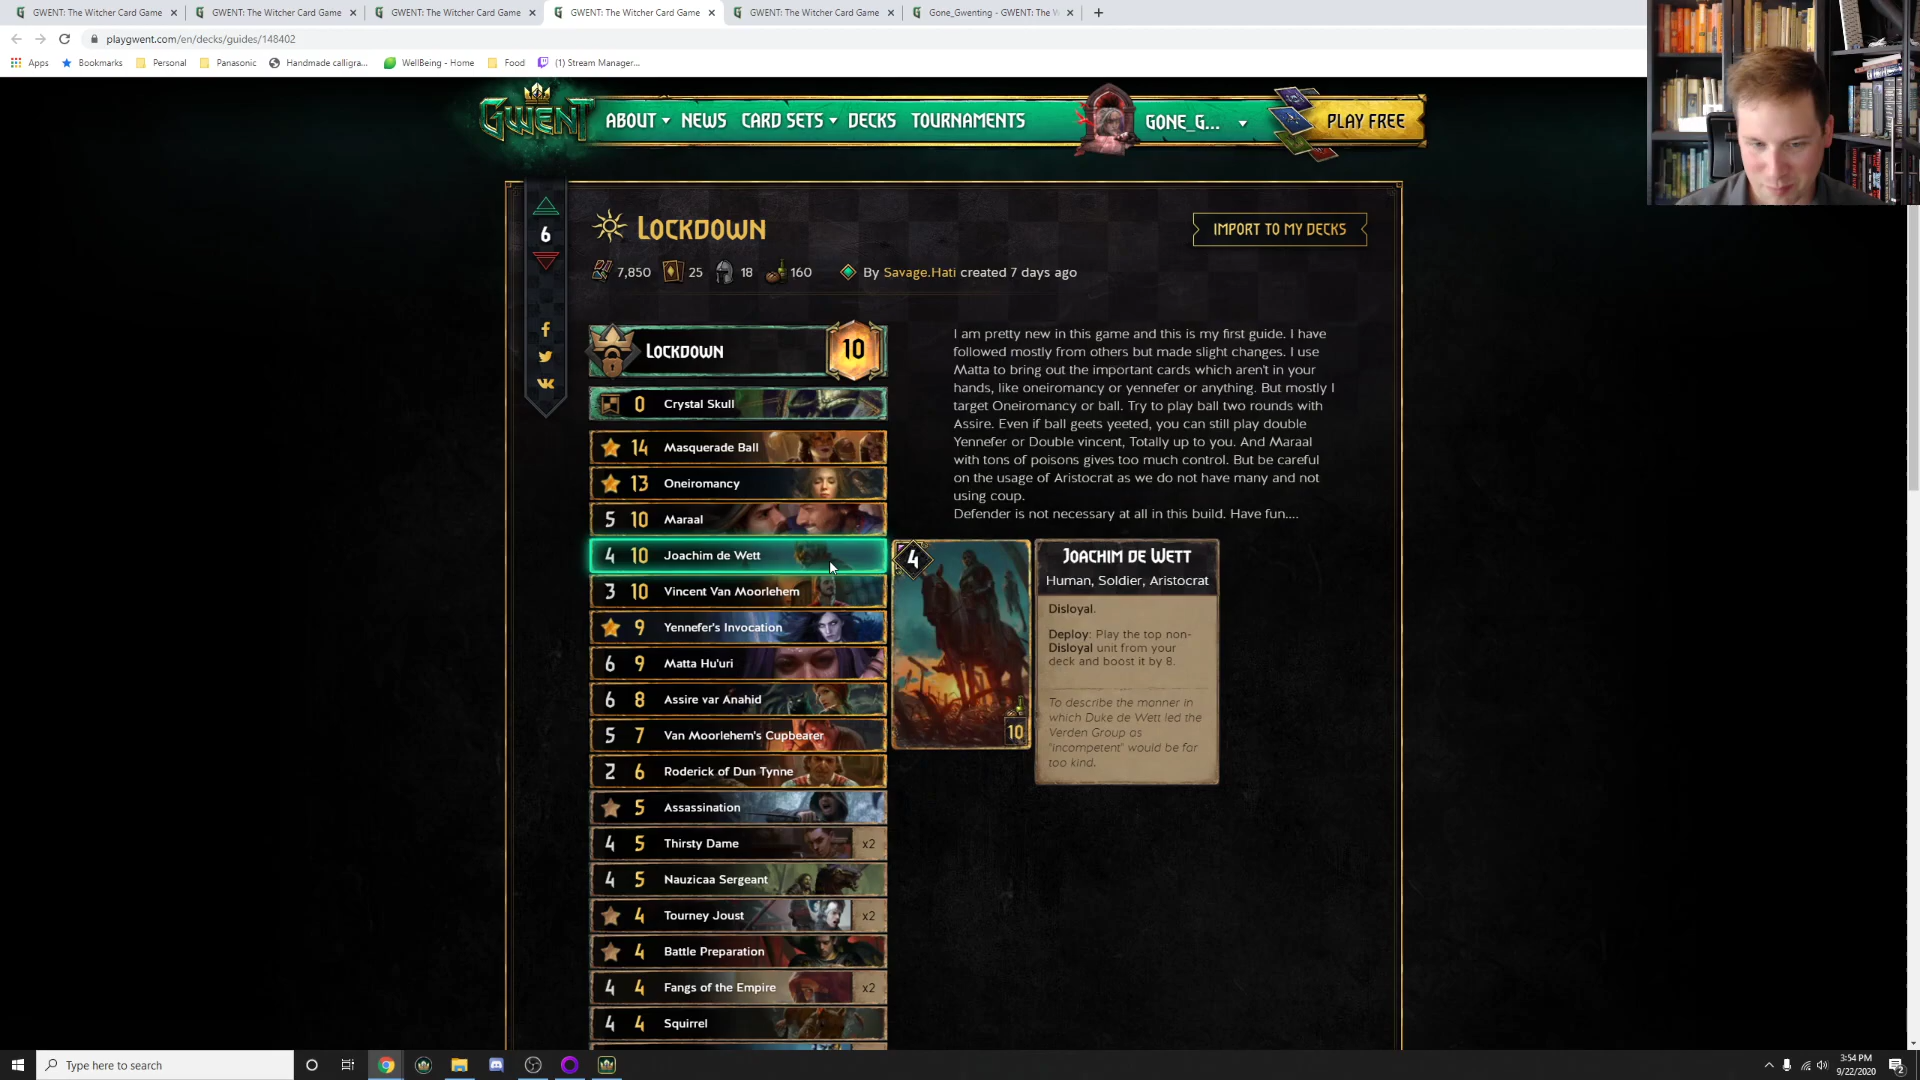 GWENT: The Witcher Card Game
GWENT: The Witcher Card Game
GWENT: The Witcher Card Game
GWENT: The Witcher Card Game
GWENT: The Witcher Card Game
Gone_Gwenting - GWENT: The W
playgwent.com/en/decks/guides/148402
Apps
Bookmarks
Personal
Panasonic
Handmade calligra...
WellBeing - Home
Food
(1) Stream Manager...
GWENT
ABOUT
NEWS
CARD SETS
DECKS
TOURNAMENTS
GONE_G...
PLAY FREE
6
LOCKDOWN
IMPORT TO MY DECKS
7,850
25
18
160
By Savage.Hati created 7 days ago
LOCKDOWN
10
0 Crystal Skull
14 Masquerade Ball
13 Oneiromancy
5 10 Maraal
4 10 Joachim de Wett
3 10 Vincent Van Moorlehem
9 Yennefer's Invocation
6 9 Matta Hu'uri
6 8 Assire var Anahid
5 7 Van Moorlehem's Cupbearer
2 6 Roderick of Dun Tynne
5 Assassination
4 5 Thirsty Dame x2
4 5 Nauzicaa Sergeant
4 Tourney Joust x2
4 Battle Preparation
4 4 Fangs of the Empire x2
4 4 Squirrel
I am pretty new in this game and this is my first guide. I have
followed mostly from others but made slight changes. I use
Matta to bring out the important cards which aren't in your
hands, like oneiromancy or yennefer or anything. But mostly I
target Oneiromancy or ball. Try to play ball two rounds with
Assire. Even if ball geets yeeted, you can still play double
Yennefer or Double vincent, Totally up to you. And Maraal
with tons of poisons gives too much control. But be careful
on the usage of Aristocrat as we do not have many and not
using coup.
Defender is not necessary at all in this build. Have fun....
4
10
JOACHIM DE WETT
Human, Soldier, Aristocrat
Disloyal.
Deploy: Play the top non-
Disloyal unit from your
deck and boost it by 8.
To describe the manner in
which Duke de Wett led the
Verden Group as
"incompetent" would be far
too kind.
Type here to search
3:54 PM
9/22/2020
2